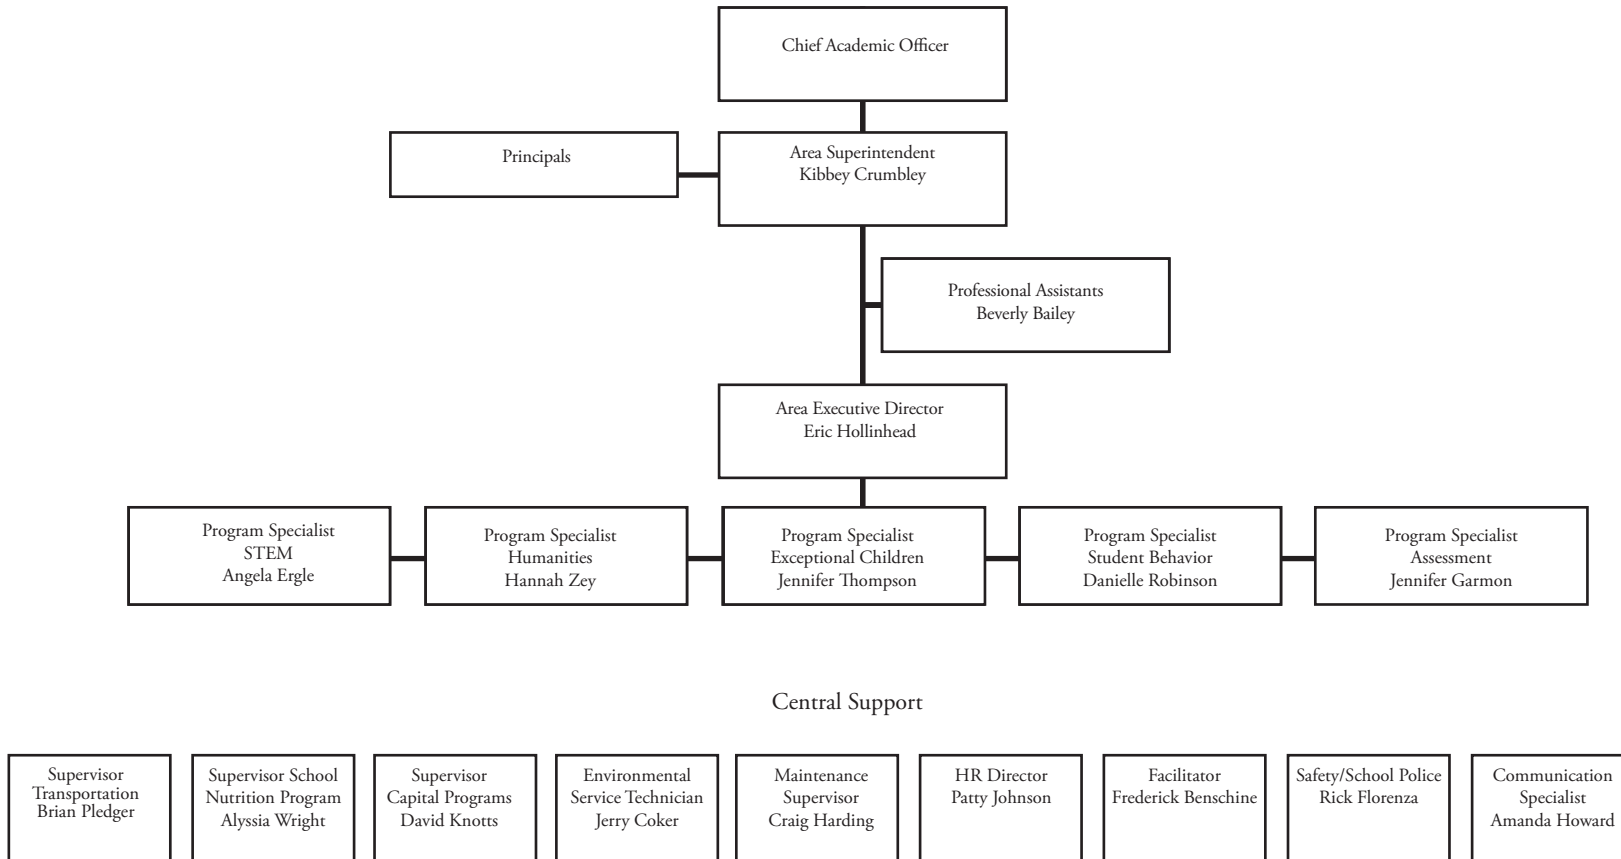 Chief Academic Officer
Principals
Area Superintendent
Kibbey Crumbley
Professional Assistants
Beverly Bailey
Area Executive Director
Eric Hollinhead
Program Specialist
STEM
Angela Ergle
Program Specialist
Humanities
Hannah Zey
Program Specialist
Exceptional Children
Jennifer Thompson
Program Specialist
Student Behavior
Danielle Robinson
Program Specialist
Assessment
Jennifer Garmon
Central Support
Supervisor
Transportation
Brian Pledger
Supervisor School
Nutrition Program
Alyssia Wright
Supervisor
Capital Programs
David Knotts
Environmental
Service Technician
Jerry Coker
Maintenance
Supervisor
Craig Harding
HR Director
Patty Johnson
Facilitator
Frederick Benschine
Safety/School Police
Rick Florenza
Communication
Specialist
Amanda Howard